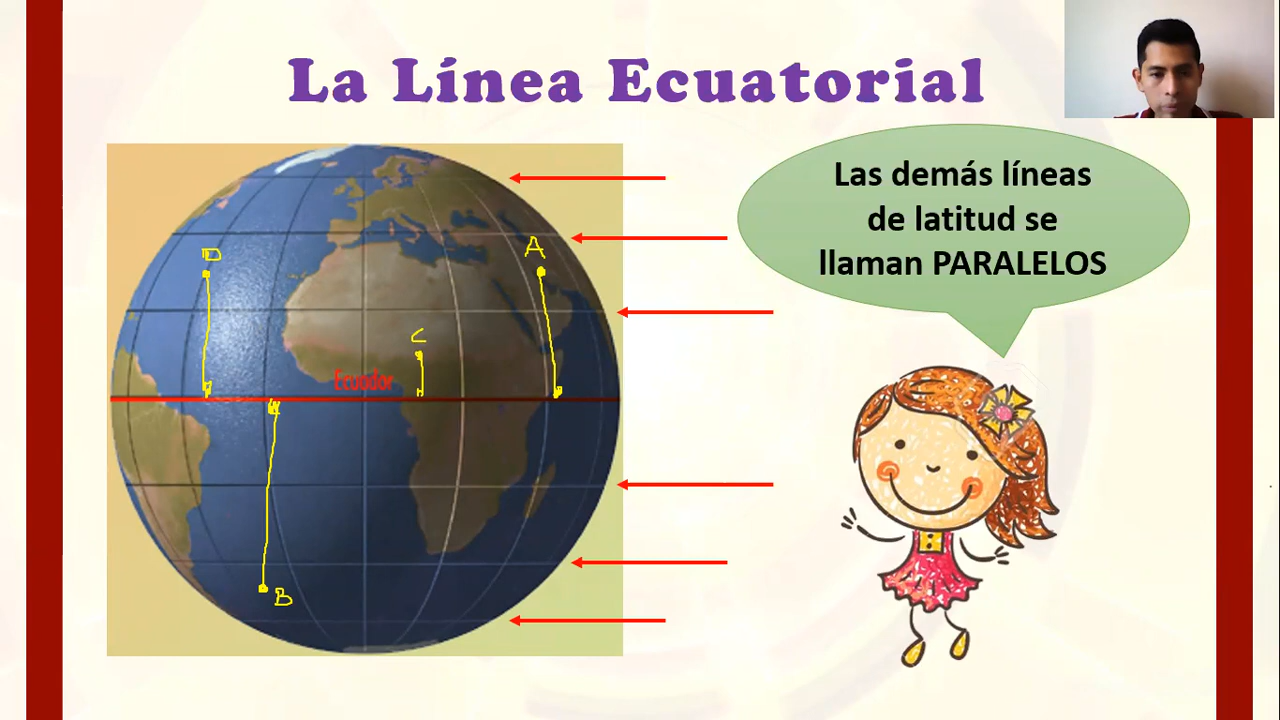 La Línea Ecuatorial
Las demás líneas
de latitud se
llaman PARALELOS
D
A
C
Ecuador
B